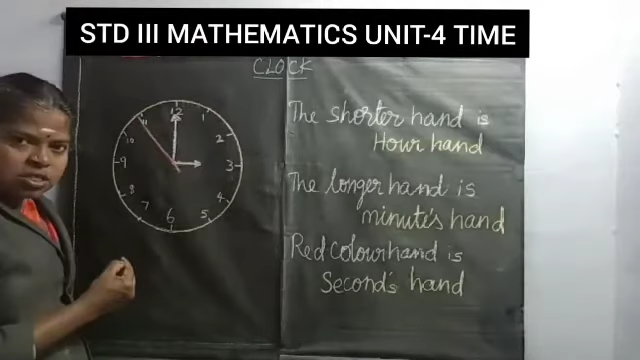 STD III MATHEMATICS UNIT-4 TIME
CLOCK
12
11
1
10
2
9
3
8
4
7
5
6
The shorter hand is
Hour hand
The longer hand is
minute's hand
Red Colour hand is
Second's hand